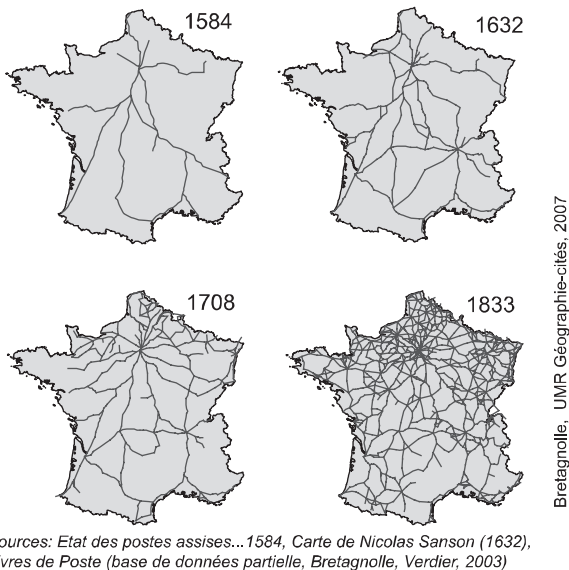 1584
1632
1708
1833
Bretagnolle, UMR Géographie-cités, 2007
ources: Etat des postes assises...1584, Carte de Nicolas Sanson (1632),
vres de Poste (base de données partielle, Bretagnolle, Verdier, 2003)